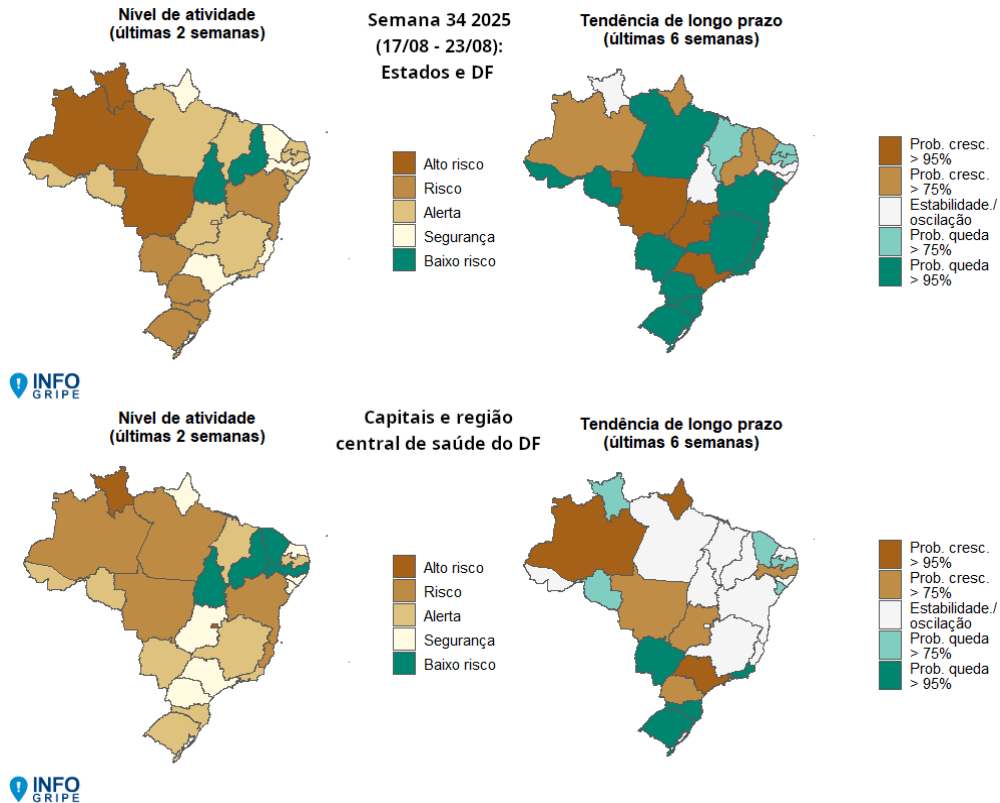 Nível de atividade
(últimas 2 semanas)
Semana 34 2025
(17/08 - 23/08):
Estados e DF
Tendência de longo prazo
(últimas 6 semanas)
Alto risco
Risco
Alerta
Segurança
Baixo risco
Prob. cresc.
> 95%
Prob. cresc.
> 75%
Estabilidade./
oscilação
Prob. queda
> 75%
Prob. queda
> 95%
INFO
GRIPE
Nível de atividade
(últimas 2 semanas)
Capitais e região
central de saúde do DF
Tendência de longo prazo
(últimas 6 semanas)
Alto risco
Risco
Alerta
Segurança
Baixo risco
Prob. cresc.
> 95%
Prob. cresc.
> 75%
Estabilidade./
oscilação
Prob. queda
> 75%
Prob. queda
> 95%
INFO
GRIPE